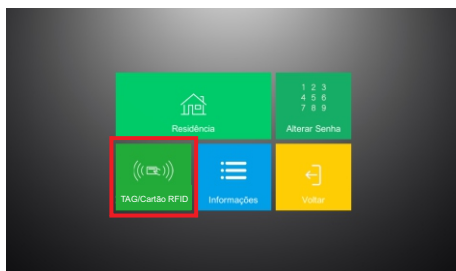 1 2 3
4 5 6
7 8 9
Residência
Alterar Senha
TAG/Cartão RFID
Informações
Voltar